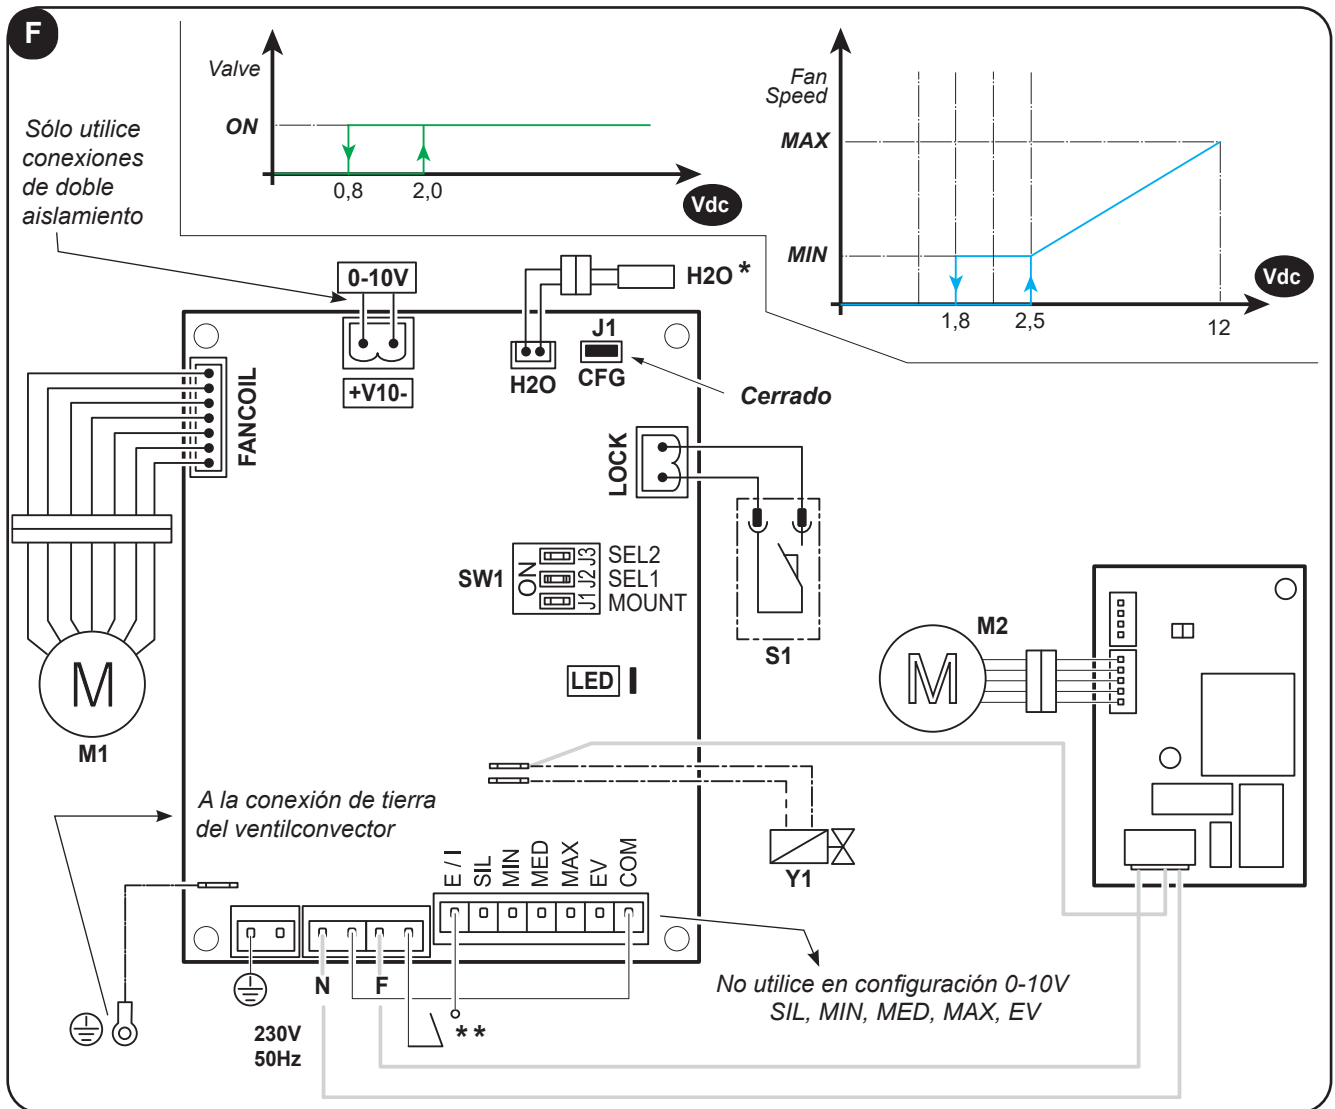 F
Valve
ON
0,8
2,0
Vdc
Fan
Speed
MAX
MIN
1,8
2,5
12
Vdc
Sólo utilice
conexiones
de doble
aislamiento
0-10V
+V10-
H2O *
H2O
J1
CFG
Cerrado
FANCOIL
LOCK
SW1
ON
J3 SEL2
J2 SEL1
J1 MOUNT
S1
LED
M
M1
M
M2
Y1
A la conexión de tierra
del ventilconvector
E / I
SIL
MIN
MED
MAX
EV
COM
N
F
230V
50Hz
* *
No utilice en configuración 0-10V
SIL, MIN, MED, MAX, EV